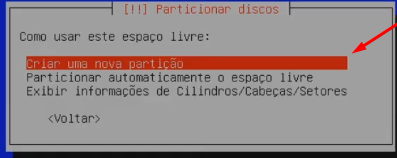 [!!] Particionar discos
Como usar este espaço livre:
Criar uma nova partição
Particionar automaticamente o espaço livre
Exibir informações de Cilindros/Cabeças/Setores
<Voltar>